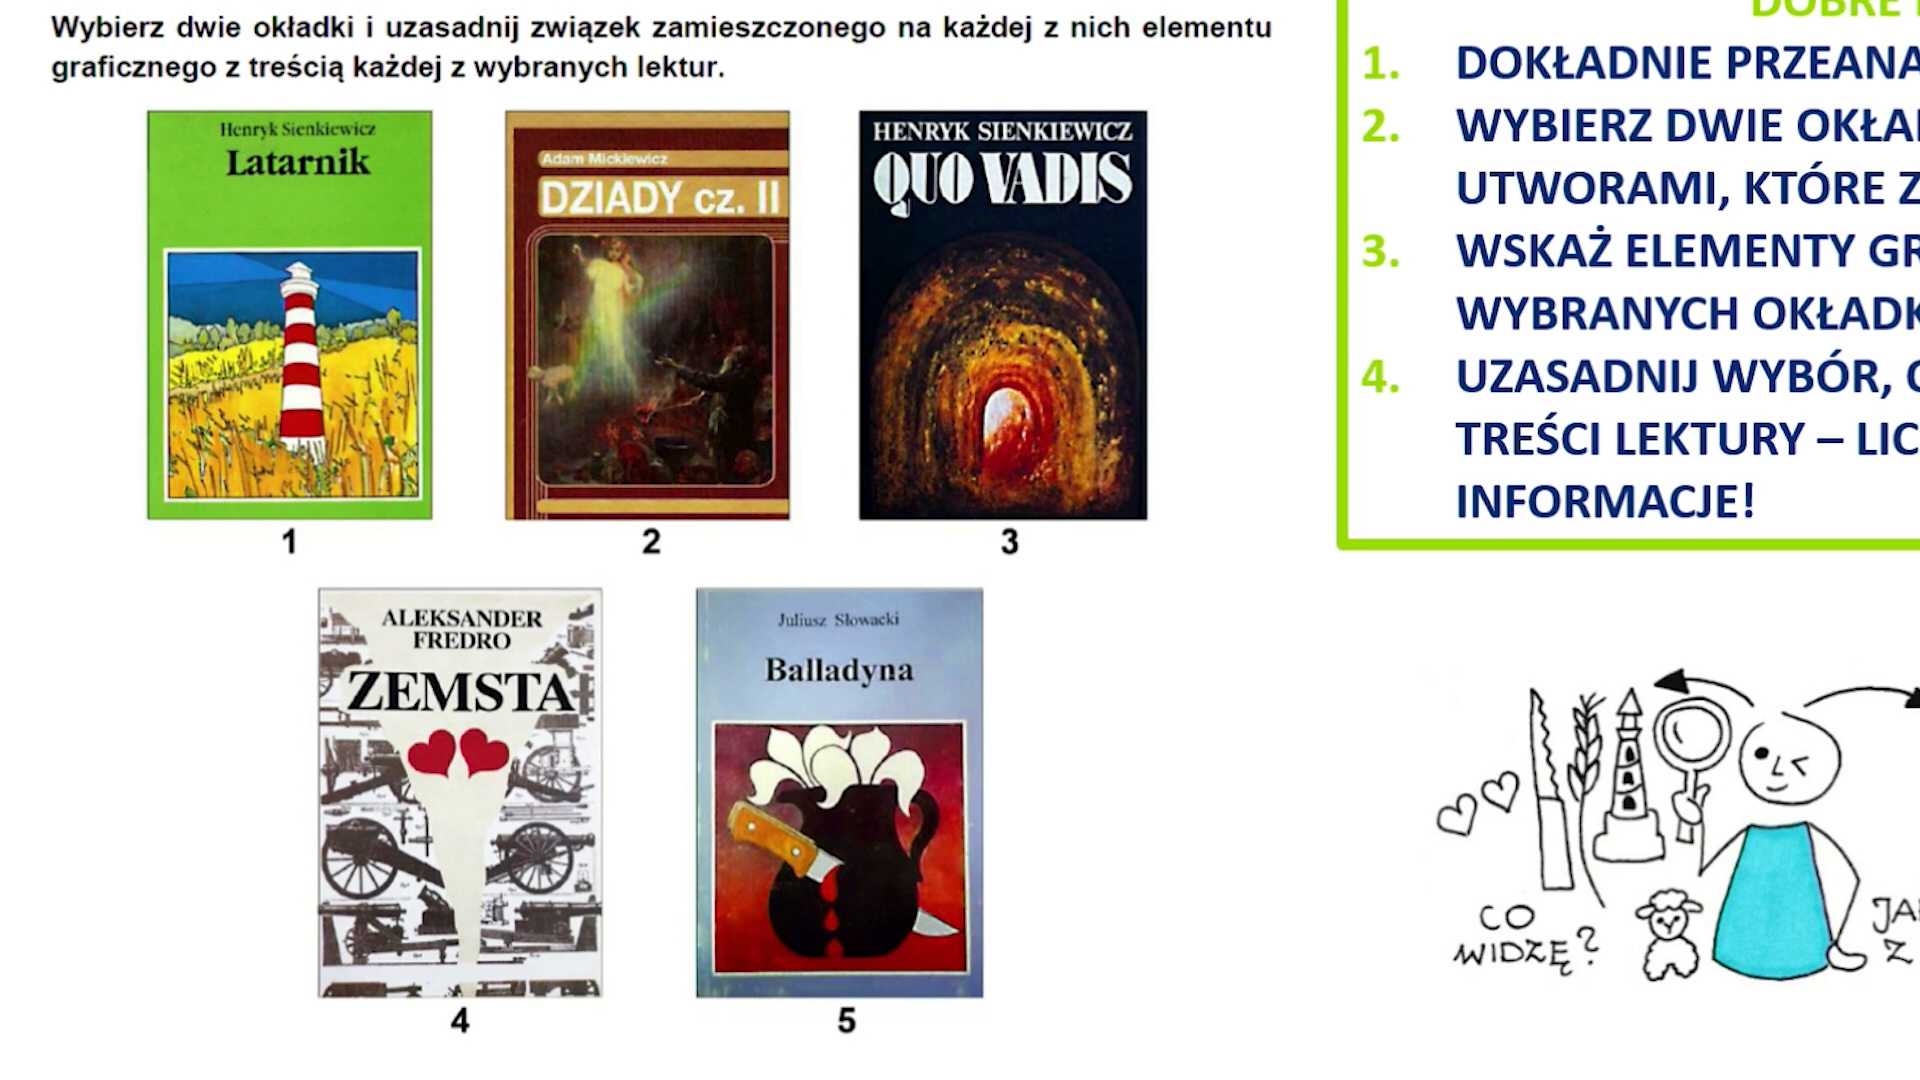 Wybierz dwie okładki i uzasadnij związek zamieszczonego na każdej z nich elementu
graficznego z treścią każdej z wybranych lektur.
Henryk Sienkiewicz
Latarnik
1
Adam Mickiewicz
DZIADY cz. II
2
HENRYK SIENKIEWICZ
QUO VADIS
3
ALEKSANDER
FREDRO
ZEMSTA
4
Juliusz Słowacki
Balladyna
5
DOBRE
1. DOKŁADNIE PRZEANA
2. WYBIERZ DWIE OKŁA
UTWORAMI, KTÓRE Z
3. WSKAŻ ELEMENTY GR
WYBRANYCH OKŁADK
4. UZASADNIJ WYBÓR, 
TREŚCI LEKTURY – LIC
INFORMACJE!
CO
WIDZĘ?
JA
Z